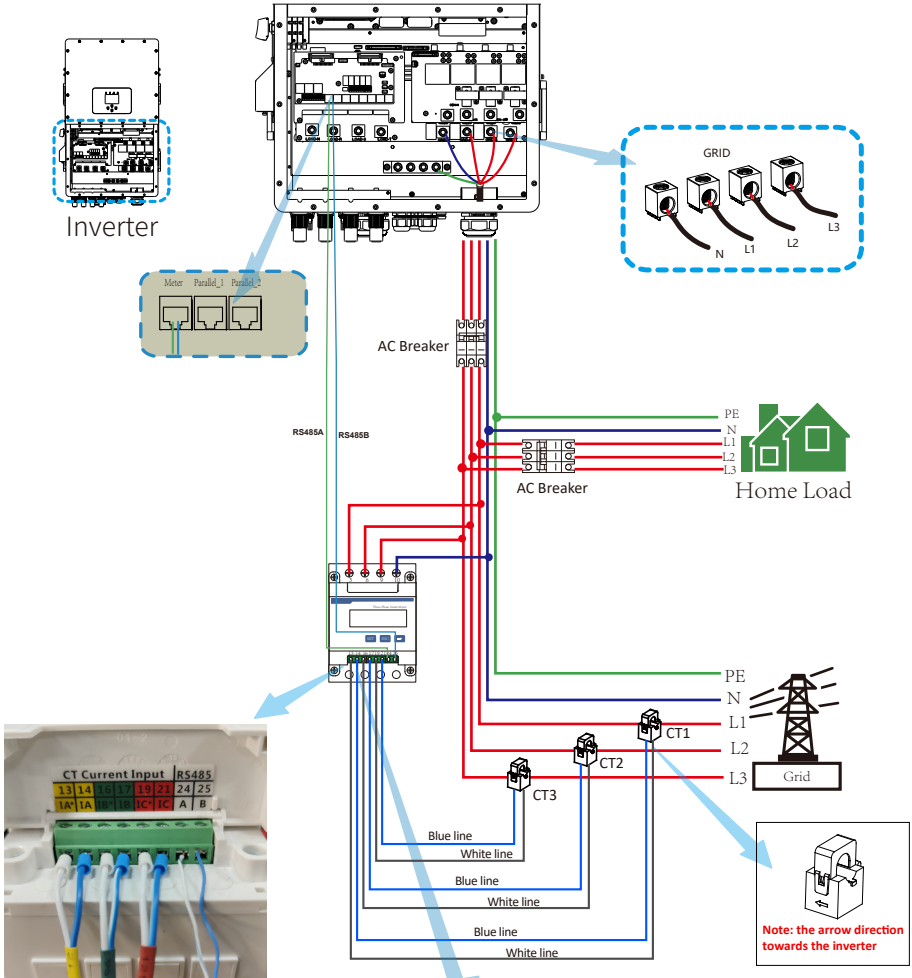 Inverter
GRID
N
L1
L2
L3
Meter
Parallel_1
Parallel_2
AC Breaker
RS485A
RS485B
PE
N
L1
L2
L3
AC Breaker
Home Load
PE
N
L1
L2
L3
Grid
CT1
CT2
CT3
Blue line
White line
Blue line
White line
Blue line
White line
CT Current Input RS485
13 14 16 17 19 21 24 25
IA* IA IB* IB IC* IC A B
Note: the arrow direction
towards the inverter